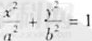 x²/a² + y²/b² = 1